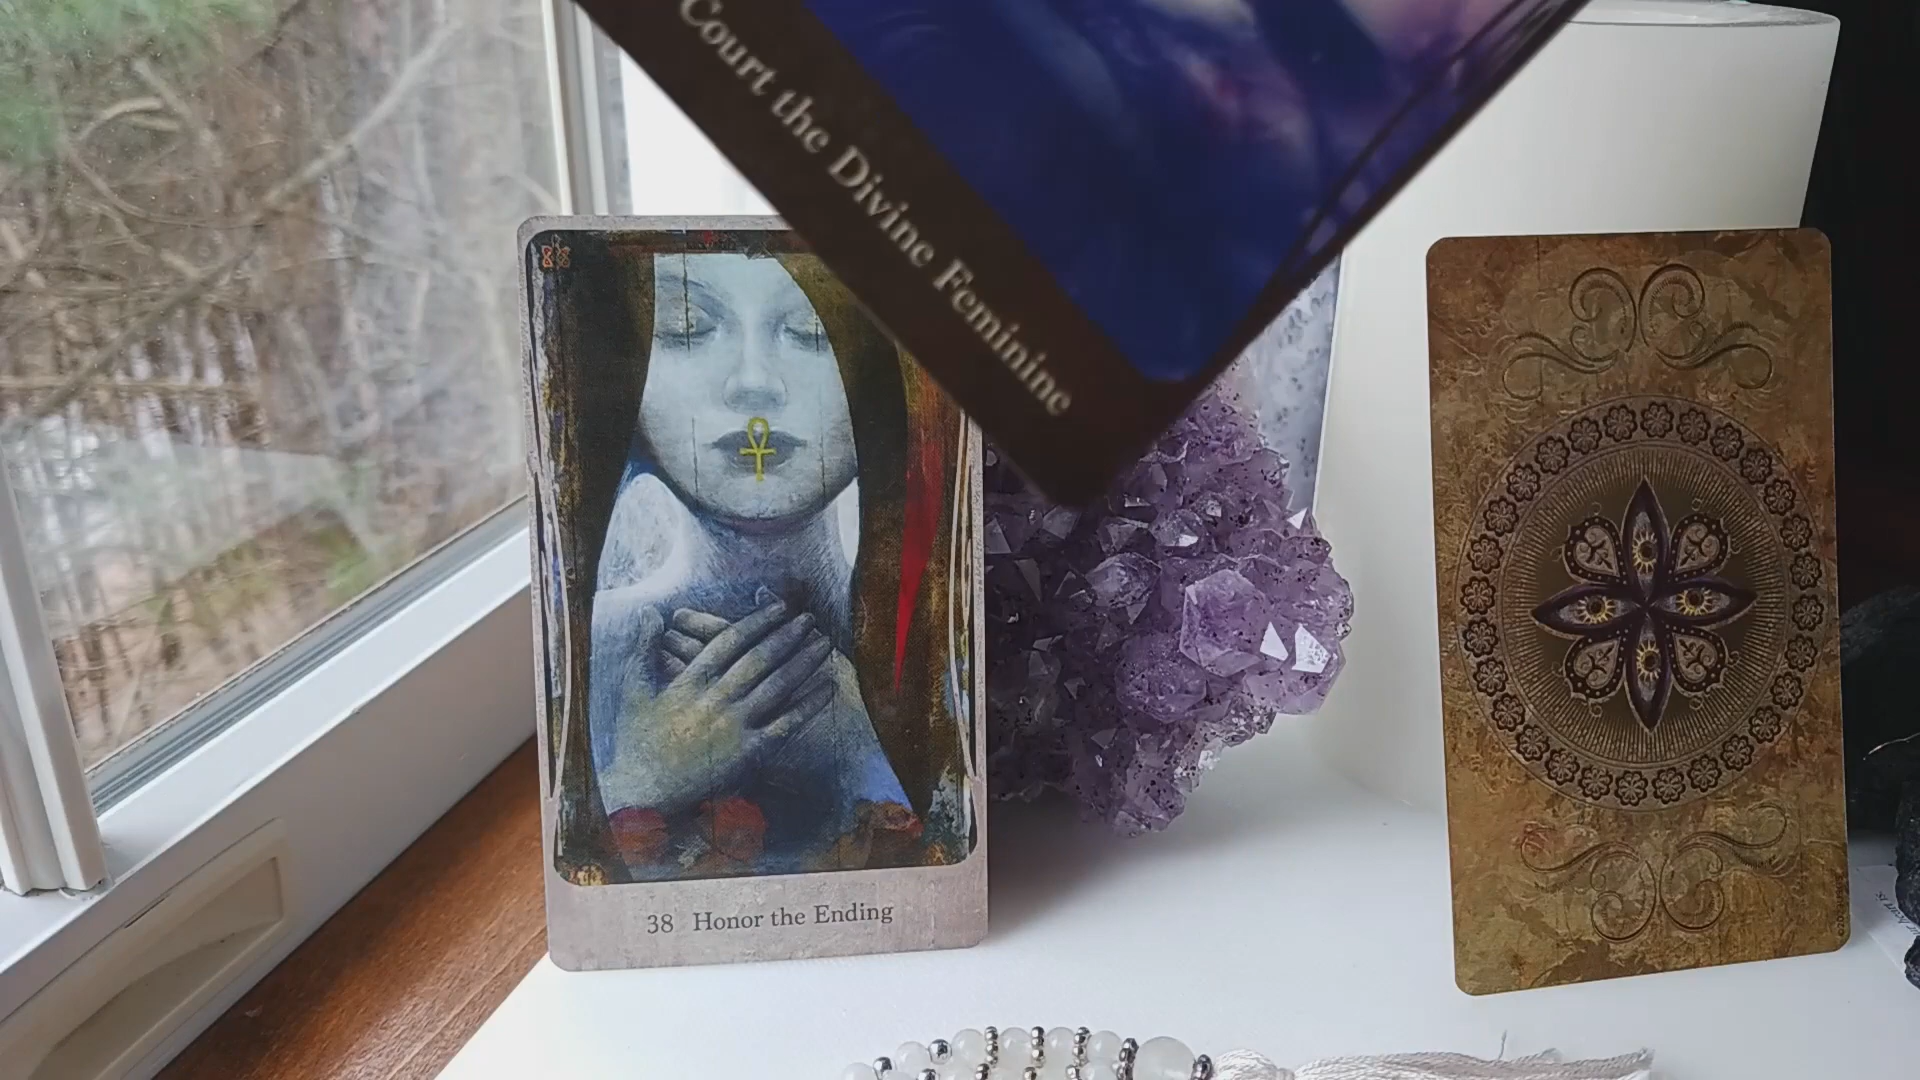 Court the Divine Feminine
38 Honor the Ending